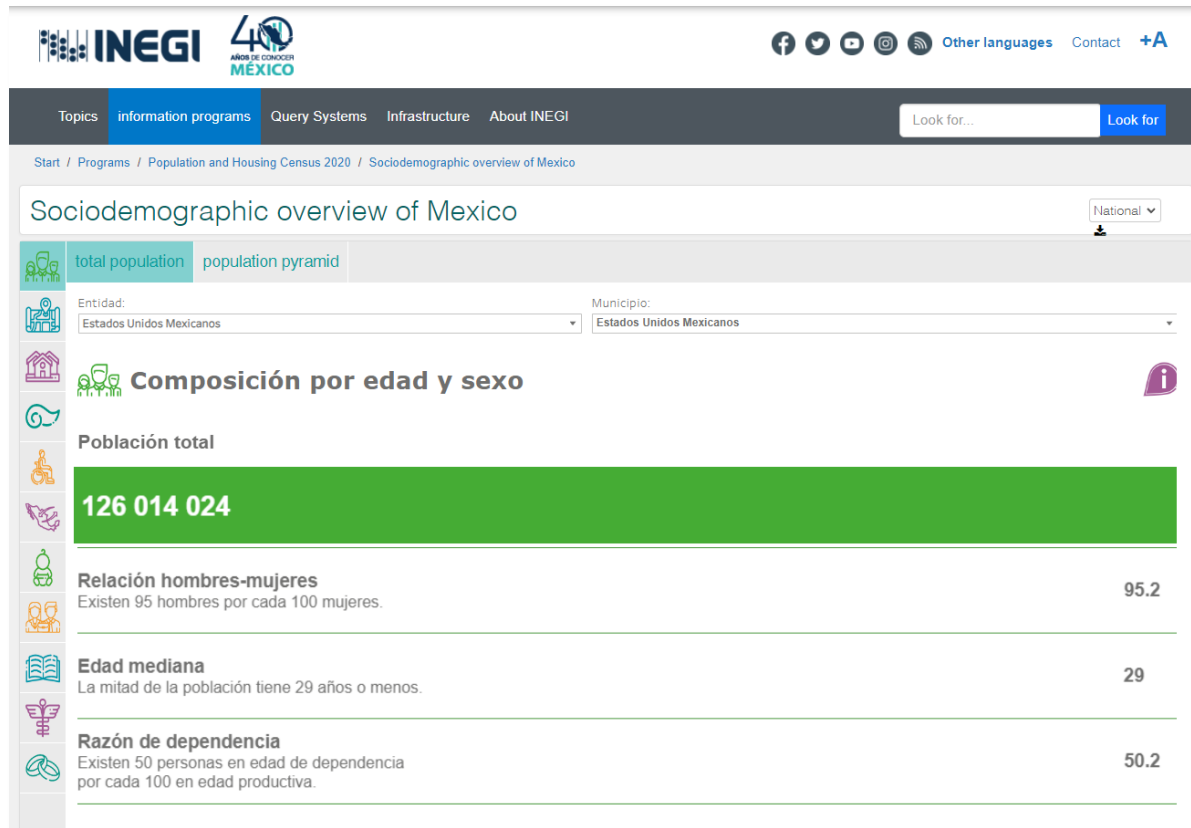 INEGI
40
AÑOS DE CONOCER
MÉXICO
Other languages Contact +A
Topics information programs Query Systems Infrastructure About INEGI
Look for... Look for
Start / Programs / Population and Housing Census 2020 / Sociodemographic overview of Mexico
Sociodemographic overview of Mexico
National
total population population pyramid
Entidad: Municipio:
Estados Unidos Mexicanos Estados Unidos Mexicanos
Composición por edad y sexo
i
Población total
126 014 024
Relación hombres-mujeres
Existen 95 hombres por cada 100 mujeres.
95.2
Edad mediana
La mitad de la población tiene 29 años o menos.
29
Razón de dependencia
Existen 50 personas en edad de dependencia
por cada 100 en edad productiva.
50.2